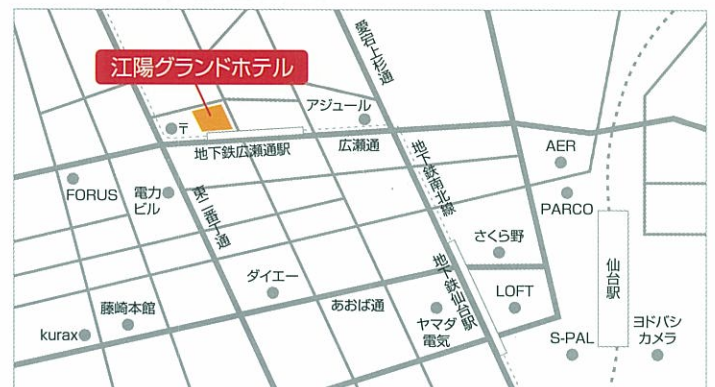 江陽グランドホテル
愛宕上杉通
アジュール
〒
地下鉄広瀬通駅
広瀬通
地下鉄南北線
AER
FORUS
電力
ビル
東二番丁通
PARCO
さくら野
仙台駅
地下鉄仙台駅
ダイエー
LOFT
あおば通
藤崎本館
kurax
ヤマダ
電気
S-PAL
ヨドバシ
カメラ